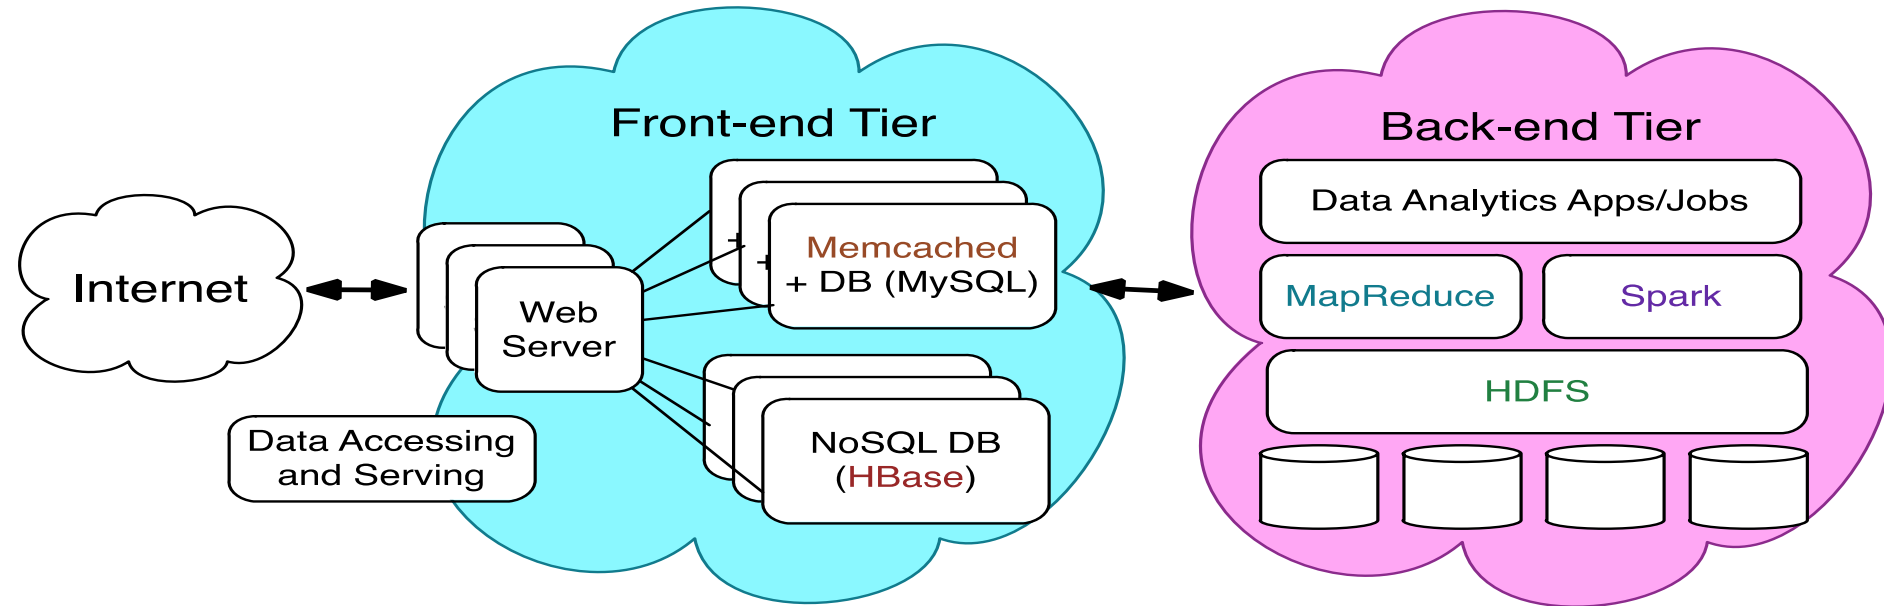 Internet
Data Accessing
and Serving
Front-end Tier
Web
Server
+
+
Memcached
+ DB (MySQL)
NoSQL DB
(HBase)
Back-end Tier
Data Analytics Apps/Jobs
MapReduce
Spark
HDFS